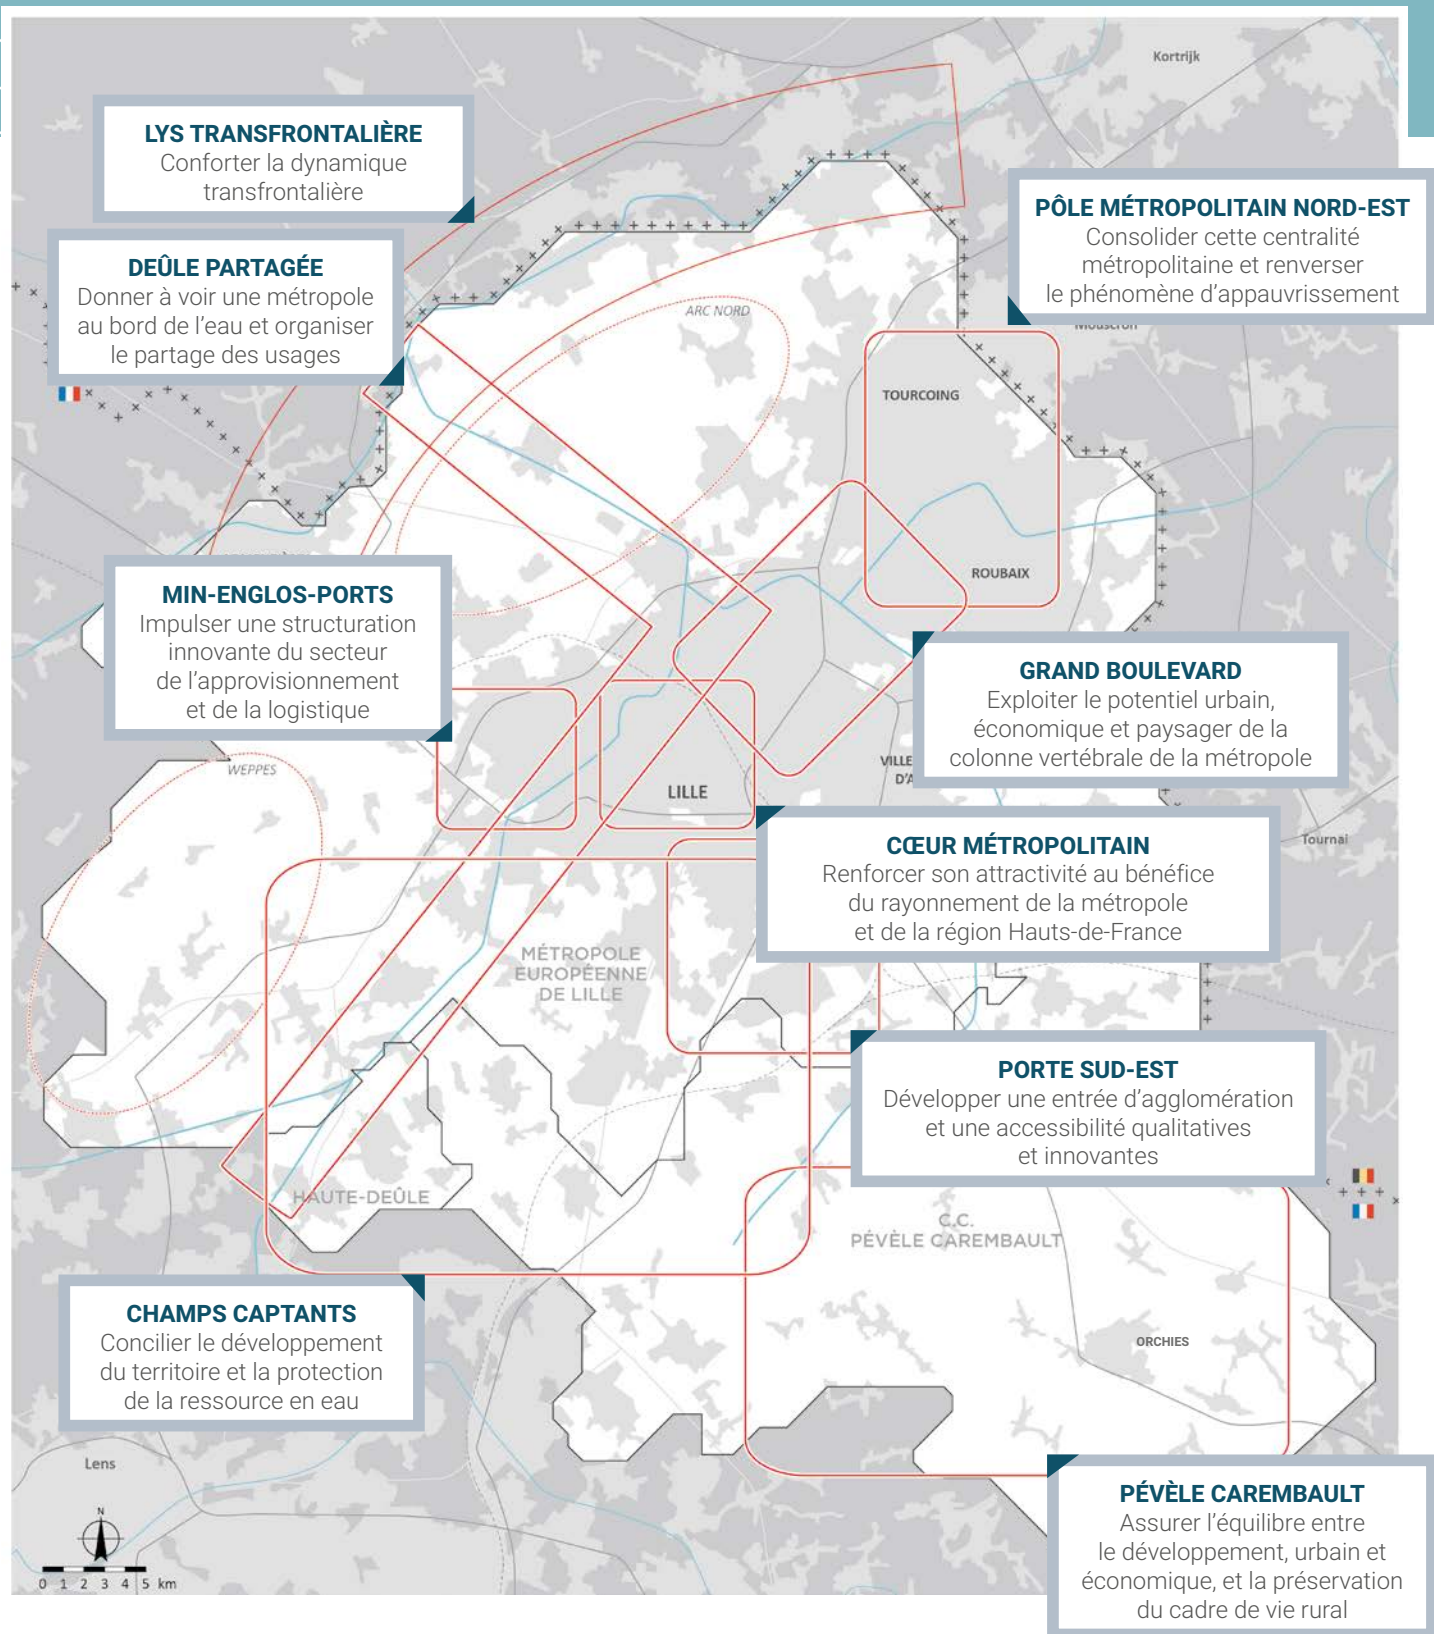 Kortrijk
LYS TRANSFRONTALIÈRE
Conforter la dynamique
transfrontalière
PÔLE MÉTROPOLITAIN NORD-EST
Consolider cette centralité
métropolitaine et renverser
le phénomène d'appauvrissement
DEÛLE PARTAGÉE
Donner à voir une métropole
au bord de l'eau et organiser
le partage des usages
ARC NORD
Mouscron
TOURCOING
ROUBAIX
MIN-ENGLOS-PORTS
Impulser une structuration
innovante du secteur
de l'approvisionnement
et de la logistique
GRAND BOULEVARD
Exploiter le potentiel urbain,
économique et paysager de la
colonne vertébrale de la métropole
WEPPES
VILLE
D'A
LILLE
Tournai
CŒUR MÉTROPOLITAIN
Renforcer son attractivité au bénéfice
du rayonnement de la métropole
et de la région Hauts-de-France
MÉTROPOLE
EUROPÉENNE
DE LILLE
PORTE SUD-EST
Développer une entrée d'agglomération
et une accessibilité qualitatives
et innovantes
HAUTE-DEÛLE
C.C.
PÉVÈLE CAREMBAULT
CHAMPS CAPTANTS
Concilier le développement
du territoire et la protection
de la ressource en eau
ORCHIES
Lens
N
0 1 2 3 4 5 km
PÉVÈLE CAREMBAULT
Assurer l'équilibre entre
le développement, urbain et
économique, et la préservation
du cadre de vie rural